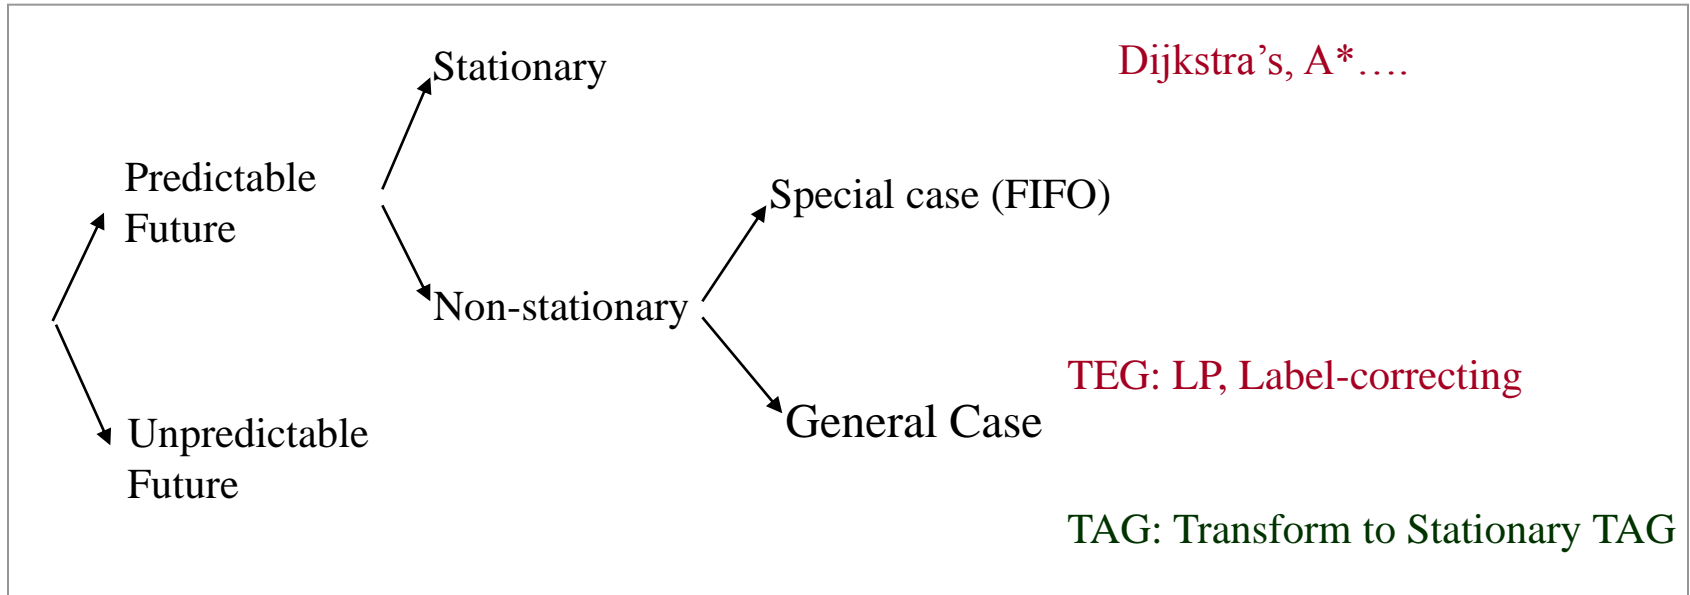 Stationary
Dijkstra's, A*….
Predictable
Future
Special case (FIFO)
Non-stationary
TEG: LP, Label-correcting
General Case
Unpredictable
Future
TAG: Transform to Stationary TAG